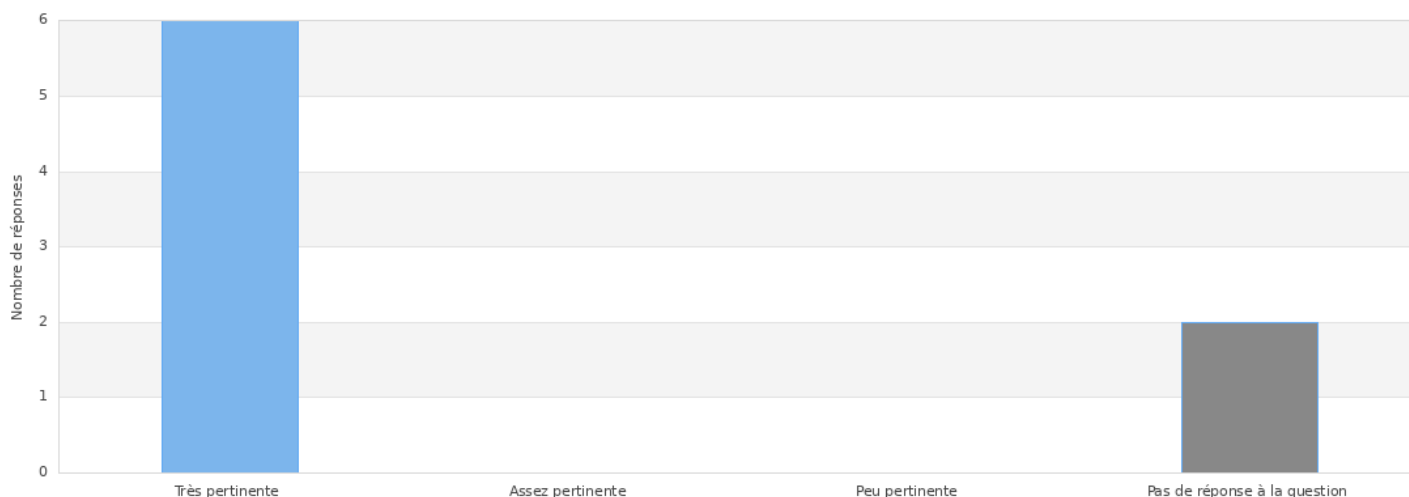 6
5
4
3
2
1
0
Nombre de réponses
Très pertinente
Assez pertinente
Peu pertinente
Pas de réponse à la question